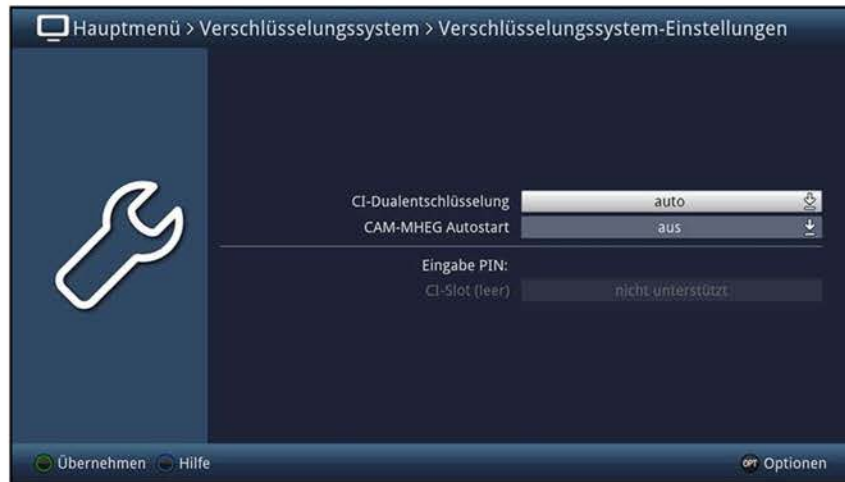 Hauptmenü > Verschlüsselungssystem > Verschlüsselungssystem-Einstellungen
CI-Dualentschlüsselung auto
CAM-MHEG Autostart aus
Eingabe PIN:
CI-Slot (leer) nicht unterstützt
Übernehmen Hilfe OPT Optionen